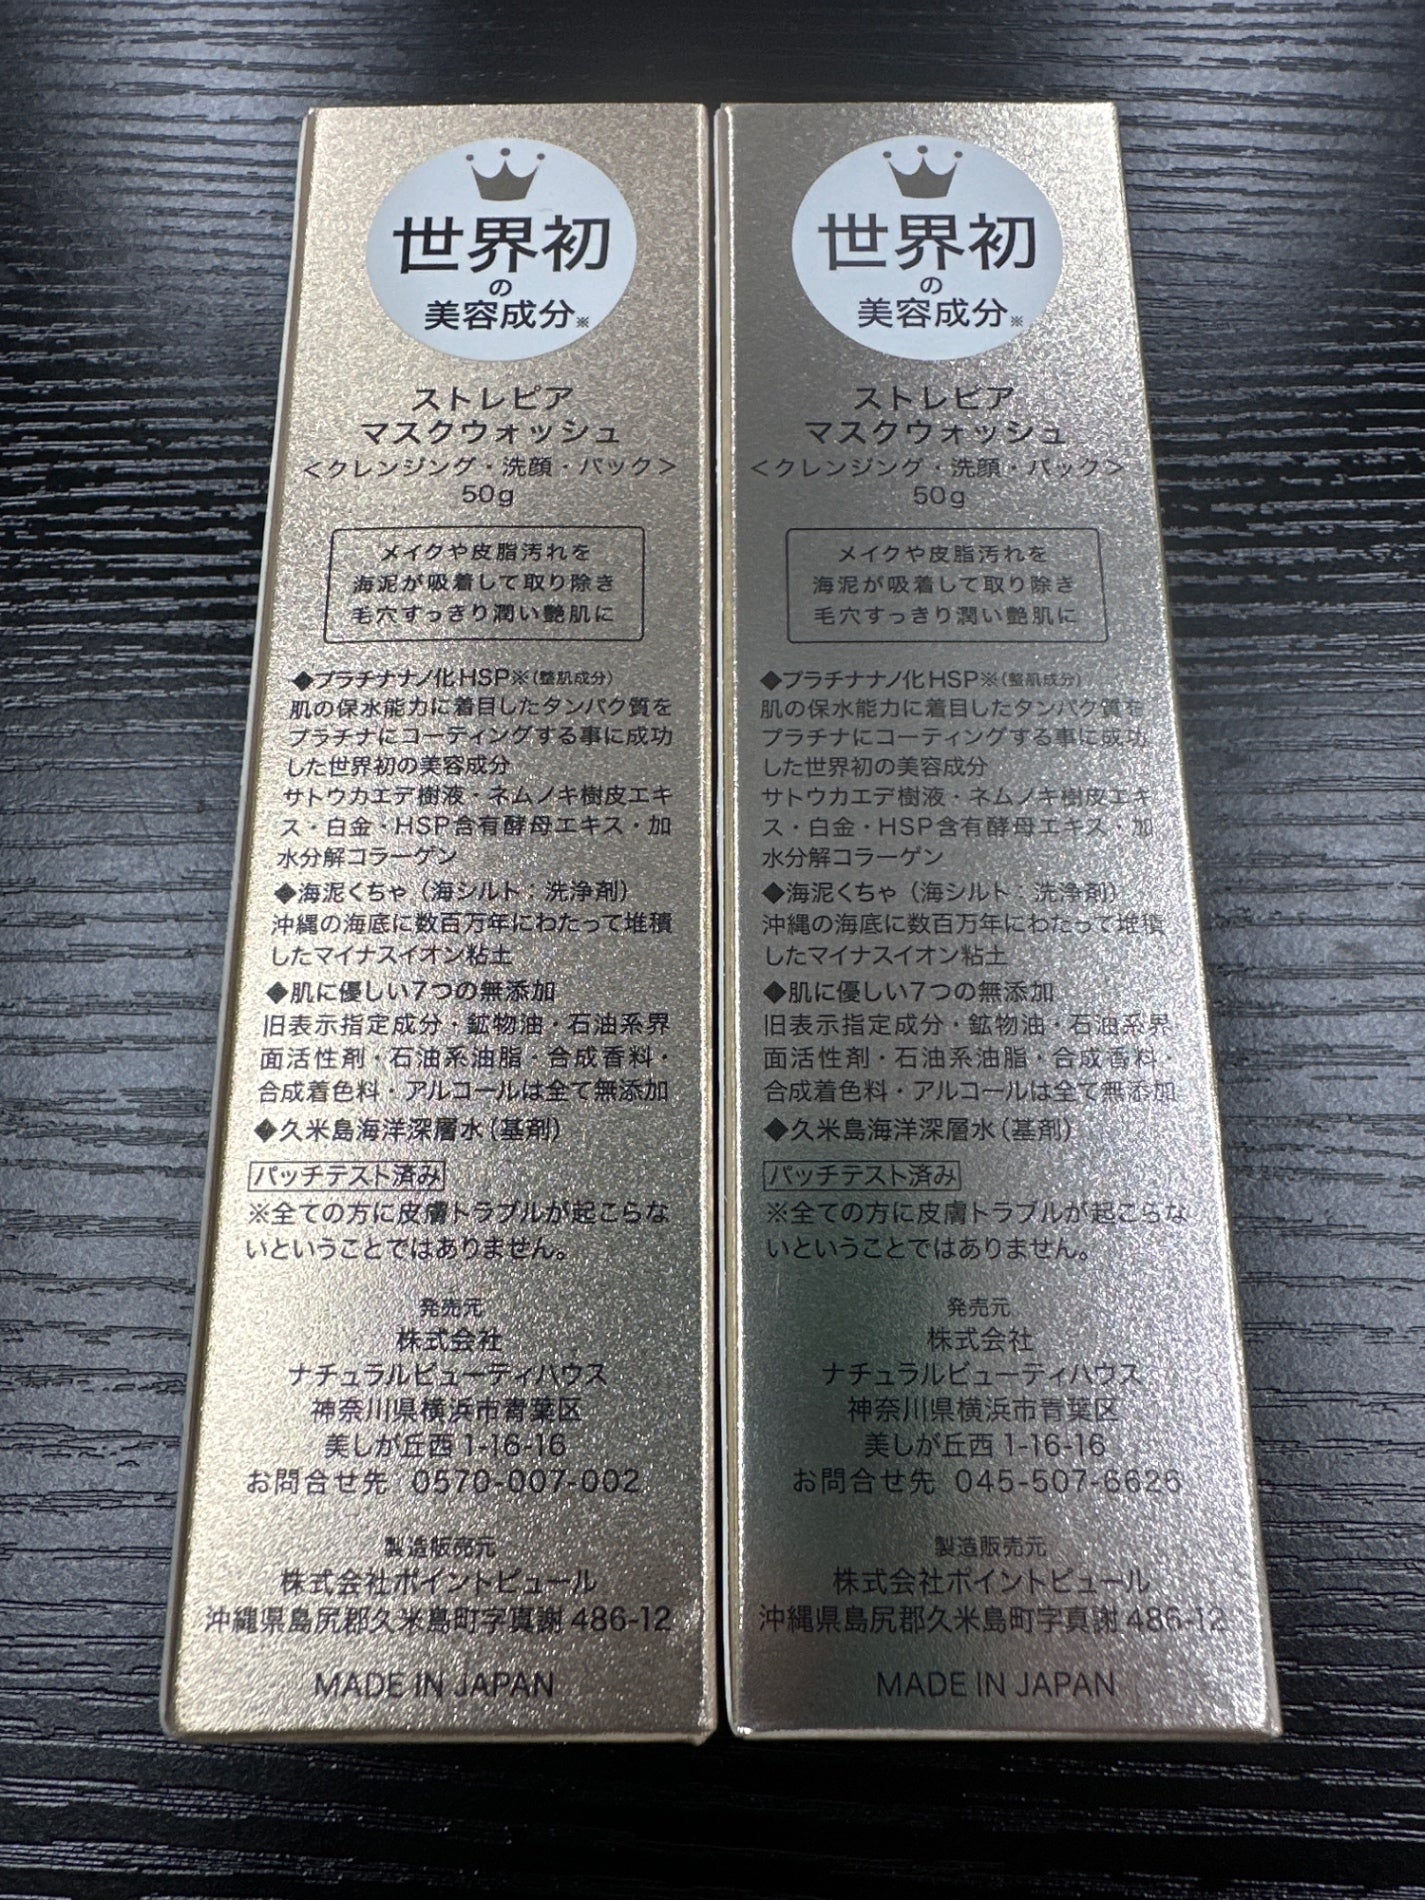 世界初
の
美容成分※
ストレピア
マスクウォッシュ
＜クレンジング・洗顔・パック＞
50g
メイクや皮脂汚れを
海泥が吸着して取り除き
毛穴すっきり潤い艶肌に
◆プラチナナノ化HSP※(整肌成分)
肌の保水能力に着目したタンパク質を
プラチナにコーティングする事に成功
した世界初の美容成分
サトウカエデ樹液・ネムノキ樹皮エキ
ス・白金・HSP含有酵母エキス・加
水分解コラーゲン
◆海泥くちゃ（海シルト：洗浄剤）
沖縄の海底に数百万年にわたって堆積
したマイナスイオン粘土
◆肌に優しい7つの無添加
旧表示指定成分・鉱物油・石油系界
面活性剤・石油系油脂・合成香料・
合成着色料・アルコールは全て無添加
◆久米島海洋深層水(基剤)
パッチテスト済み
※全ての方に皮膚トラブルが起こらな
いということではありません。
発売元
株式会社
ナチュラルビューティハウス
神奈川県横浜市青葉区
美しが丘西 1-16-16
お問合せ先 0570-007-002
製造販売元
株式会社ポイントピュール
沖縄県島尻郡久米島町字真謝 486-12
MADE IN JAPAN
世界初
の
美容成分※
ストレピア
マスクウォッシュ
＜クレンジング・洗顔・パック＞
50g
メイクや皮脂汚れを
海泥が吸着して取り除き
毛穴すっきり潤い艶肌に
◆プラチナナノ化HSP※(整肌成分)
肌の保水能力に着目したタンパク質を
プラチナにコーティングする事に成功
した世界初の美容成分
サトウカエデ樹液・ネムノキ樹皮エキ
ス・白金・HSP含有酵母エキス・加
水分解コラーゲン
◆海泥くちゃ（海シルト：洗浄剤）
沖縄の海底に数百万年にわたって堆積
したマイナスイオン粘土
◆肌に優しい7つの無添加
旧表示指定成分・鉱物油・石油系界
面活性剤・石油系油脂・合成香料・
合成着色料・アルコールは全て無添加
◆久米島海洋深層水(基剤)
パッチテスト済み
※全ての方に皮膚トラブルが起こらな
いということではありません。
発売元
株式会社
ナチュラルビューティハウス
神奈川県横浜市青葉区
美しが丘西 1-16-16
お問合せ先 045-507-6626
製造販売元
株式会社ポイントピュール
沖縄県島尻郡久米島町字真謝 486-12
MADE IN JAPAN